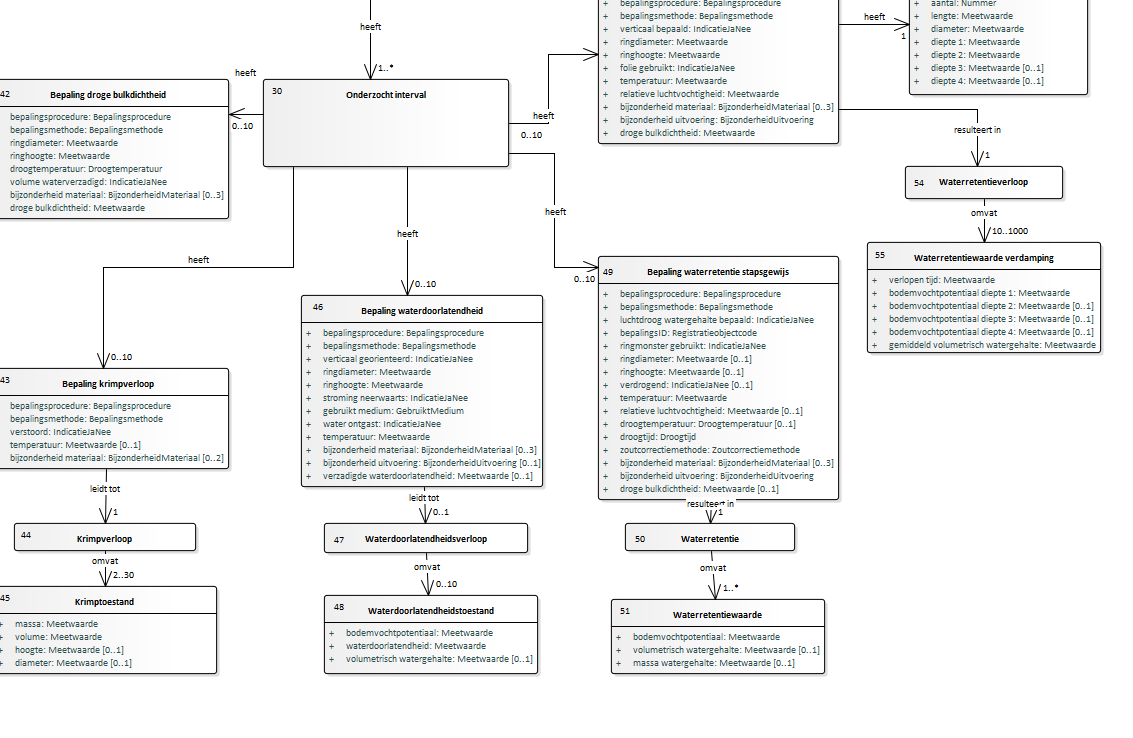 heeft
1..*
30
Onderzocht interval
heeft
0..10
42
Bepaling droge bulkdichtheid
bepalingsprocedure: Bepalingsprocedure
bepalingsmethode: Bepalingsmethode
ringdiameter: Meetwaarde
ringhoogte: Meetwaarde
droogtemperatuur: Droogtemperatuur
volume waterverzadigd: IndicatieJaNee
bijzonderheid materiaal: BijzonderheidMateriaal [0..3]
droge bulkdichtheid: Meetwaarde
heeft
0..10
+ bepalingsprocedure: Bepalingsprocedure
+ bepalingsmethode: Bepalingsmethode
+ verticaal bepaald: IndicatieJaNee
+ ringdiameter: Meetwaarde
+ ringhoogte: Meetwaarde
+ folie gebruikt: IndicatieJaNee
+ temperatuur: Meetwaarde
+ relatieve luchtvochtigheid: Meetwaarde
+ bijzonderheid materiaal: BijzonderheidMateriaal [0..3]
+ bijzonderheid uitvoering: BijzonderheidUitvoering
+ droge bulkdichtheid: Meetwaarde
heeft
1
+ aantal: Nummer
+ lengte: Meetwaarde
+ diameter: Meetwaarde
+ diepte 1: Meetwaarde
+ diepte 2: Meetwaarde
+ diepte 3: Meetwaarde [0..1]
+ diepte 4: Meetwaarde [0..1]
resulteert in
1
54
Waterretentieverloop
omvat
10..1000
55
Waterretentiewaarde verdamping
+ verlopen tijd: Meetwaarde
+ bodemvochtpotentiaal diepte 1: Meetwaarde
+ bodemvochtpotentiaal diepte 2: Meetwaarde [0..1]
+ bodemvochtpotentiaal diepte 3: Meetwaarde [0..1]
+ bodemvochtpotentiaal diepte 4: Meetwaarde [0..1]
+ gemiddeld volumetrisch watergehalte: Meetwaarde
heeft
0..10
43
Bepaling krimpverloop
bepalingsprocedure: Bepalingsprocedure
bepalingsmethode: Bepalingsmethode
verstoord: IndicatieJaNee
temperatuur: Meetwaarde [0..1]
bijzonderheid materiaal: BijzonderheidMateriaal [0..2]
leidt tot
1
44
Krimpverloop
omvat
2..30
45
Krimptoestand
+ massa: Meetwaarde
+ volume: Meetwaarde
+ hoogte: Meetwaarde [0..1]
+ diameter: Meetwaarde [0..1]
heeft
0..10
46
Bepaling waterdoorlatendheid
+ bepalingsprocedure: Bepalingsprocedure
+ bepalingsmethode: Bepalingsmethode
+ verticaal georienteerd: IndicatieJaNee
+ ringdiameter: Meetwaarde
+ ringhoogte: Meetwaarde
+ stroming neerwaarts: IndicatieJaNee
+ gebruikt medium: GebruiktMedium
+ water ontgast: IndicatieJaNee
+ temperatuur: Meetwaarde
+ bijzonderheid materiaal: BijzonderheidMateriaal [0..3]
+ bijzonderheid uitvoering: BijzonderheidUitvoering [0..1]
+ verzadigde waterdoorlatendheid: Meetwaarde [0..1]
leidt tot
0..1
47
Waterdoorlatendheidsverloop
omvat
0..10
48
Waterdoorlatendheidstoestand
+ bodemvochtpotentiaal: Meetwaarde
+ waterdoorlatendheid: Meetwaarde
+ volumetrisch watergehalte: Meetwaarde [0..1]
heeft
0..10
49
Bepaling waterretentie stapsgewijs
+ bepalingsprocedure: Bepalingsprocedure
+ bepalingsmethode: Bepalingsmethode
+ luchtdroog watergehalte bepaald: IndicatieJaNee
+ bepalingsID: Registratieobjectcode
+ ringmonster gebruikt: IndicatieJaNee
+ ringdiameter: Meetwaarde [0..1]
+ ringhoogte: Meetwaarde [0..1]
+ verdrogend: IndicatieJaNee [0..1]
+ temperatuur: Meetwaarde
+ relatieve luchtvochtigheid: Meetwaarde [0..1]
+ droogtemperatuur: Droogtemperatuur [0..1]
+ droogtijd: Droogtijd
+ zoutcorrectiemethode: Zoutcorrectiemethode
+ bijzonderheid materiaal: BijzonderheidMateriaal [0..3]
+ bijzonderheid uitvoering: BijzonderheidUitvoering
+ droge bulkdichtheid: Meetwaarde [0..1]
resulteert in
1
50
Waterretentie
omvat
1..*
51
Waterretentiewaarde
+ bodemvochtpotentiaal: Meetwaarde
+ volumetrisch watergehalte: Meetwaarde [0..1]
+ massa watergehalte: Meetwaarde [0..1]